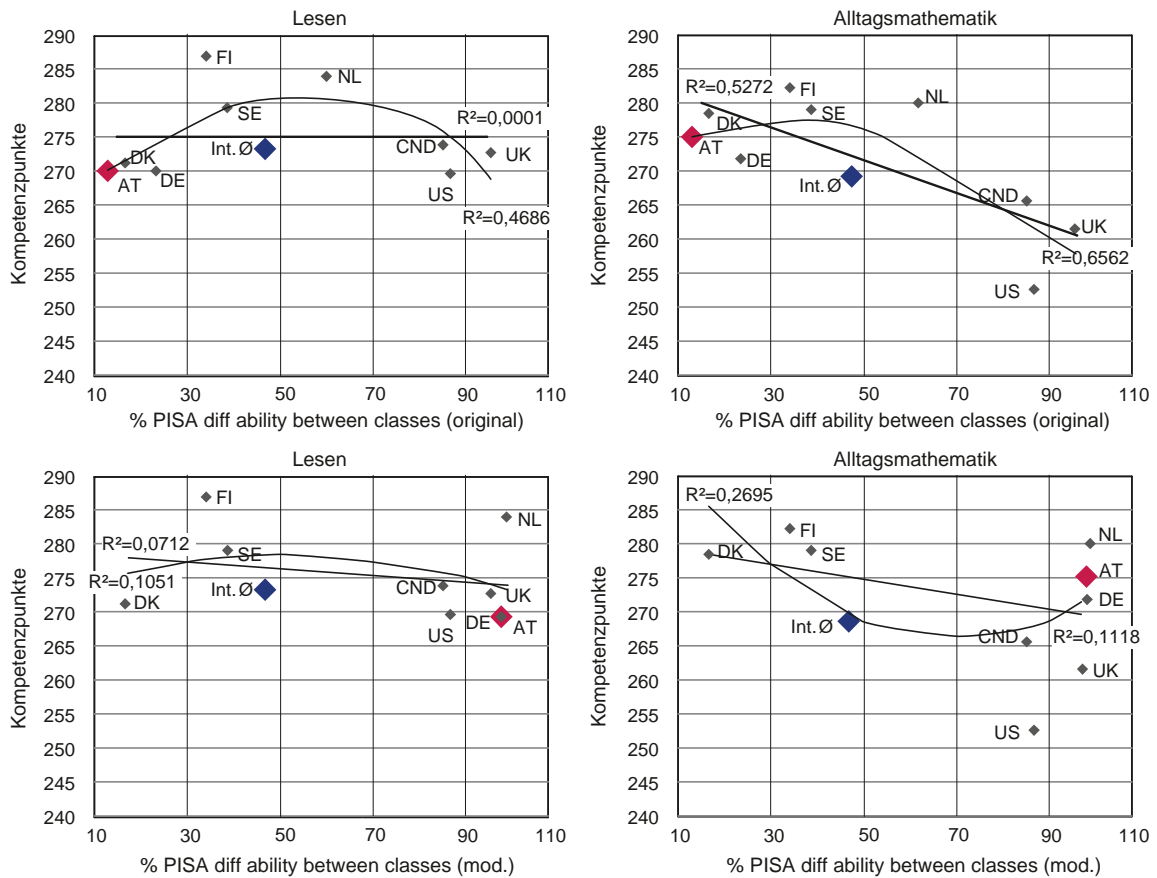 Lesen
290
285
280
275
270
265
260
255
250
245
240
Kompetenzpunkte
FI
NL
SE
R²=0,0001
DK
Int. Ø
CND
UK
AT
DE
US
R²=0,4686
10 30 50 70 90 110
% PISA diff ability between classes (original)
Alltagsmathematik
290
285
280
275
270
265
260
255
250
245
240
Kompetenzpunkte
R²=0,5272
FI
NL
DK
SE
AT
DE
Int. Ø
CND
UK
R²=0,6562
US
10 30 50 70 90 110
% PISA diff ability between classes (original)
Lesen
290
285
280
275
270
265
260
255
250
245
240
Kompetenzpunkte
FI
NL
R²=0,0712
SE
R²=0,1051
DK
Int. Ø
CND
UK
US
DE
AT
10 30 50 70 90 110
% PISA diff ability between classes (mod.)
Alltagsmathematik
290
285
280
275
270
265
260
255
250
245
240
Kompetenzpunkte
R²=0,2695
FI
NL
DK
SE
AT
DE
Int. Ø
CND
R²=0,1118
UK
US
10 30 50 70 90 110
% PISA diff ability between classes (mod.)